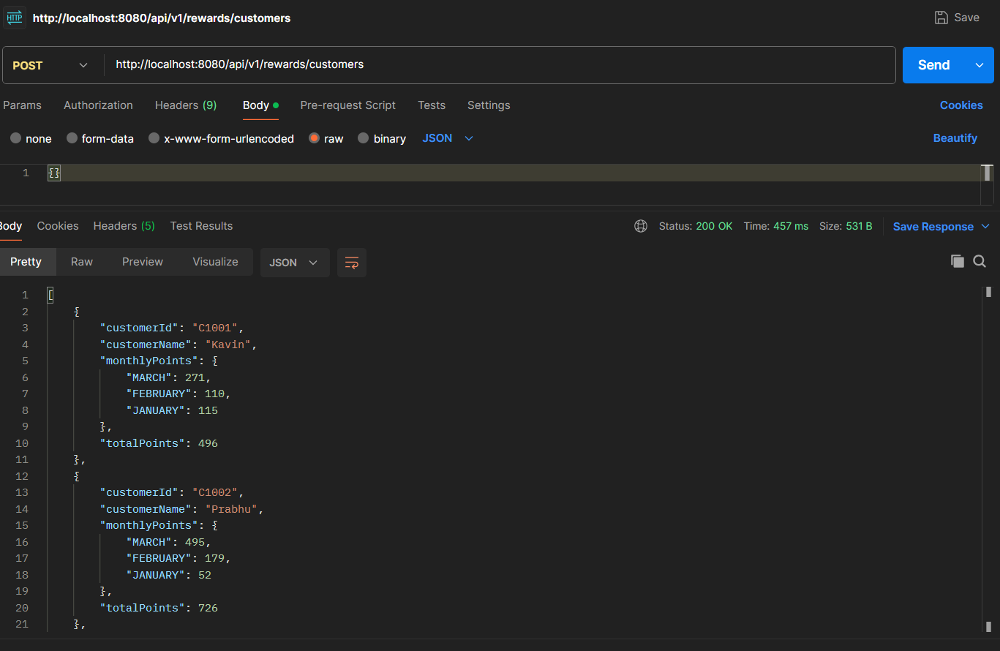 HTTP http://localhost:8080/api/v1/rewards/customers Save
POST http://localhost:8080/api/v1/rewards/customers Send
Params Authorization Headers (9) Body Pre-request Script Tests Settings Cookies
none form-data x-www-form-urlencoded raw binary JSON Beautify
1 {}
Body Cookies Headers (5) Test Results Status: 200 OK Time: 457 ms Size: 531 B Save Response
Pretty Raw Preview Visualize JSON
1 [
2 {
3 "customerId": "C1001",
4 "customerName": "Kavin",
5 "monthlyPoints": {
6 "MARCH": 271,
7 "FEBRUARY": 110,
8 "JANUARY": 115
9 },
10 "totalPoints": 496
11 },
12 {
13 "customerId": "C1002",
14 "customerName": "Prabhu",
15 "monthlyPoints": {
16 "MARCH": 495,
17 "FEBRUARY": 179,
18 "JANUARY": 52
19 },
20 "totalPoints": 726
21 },